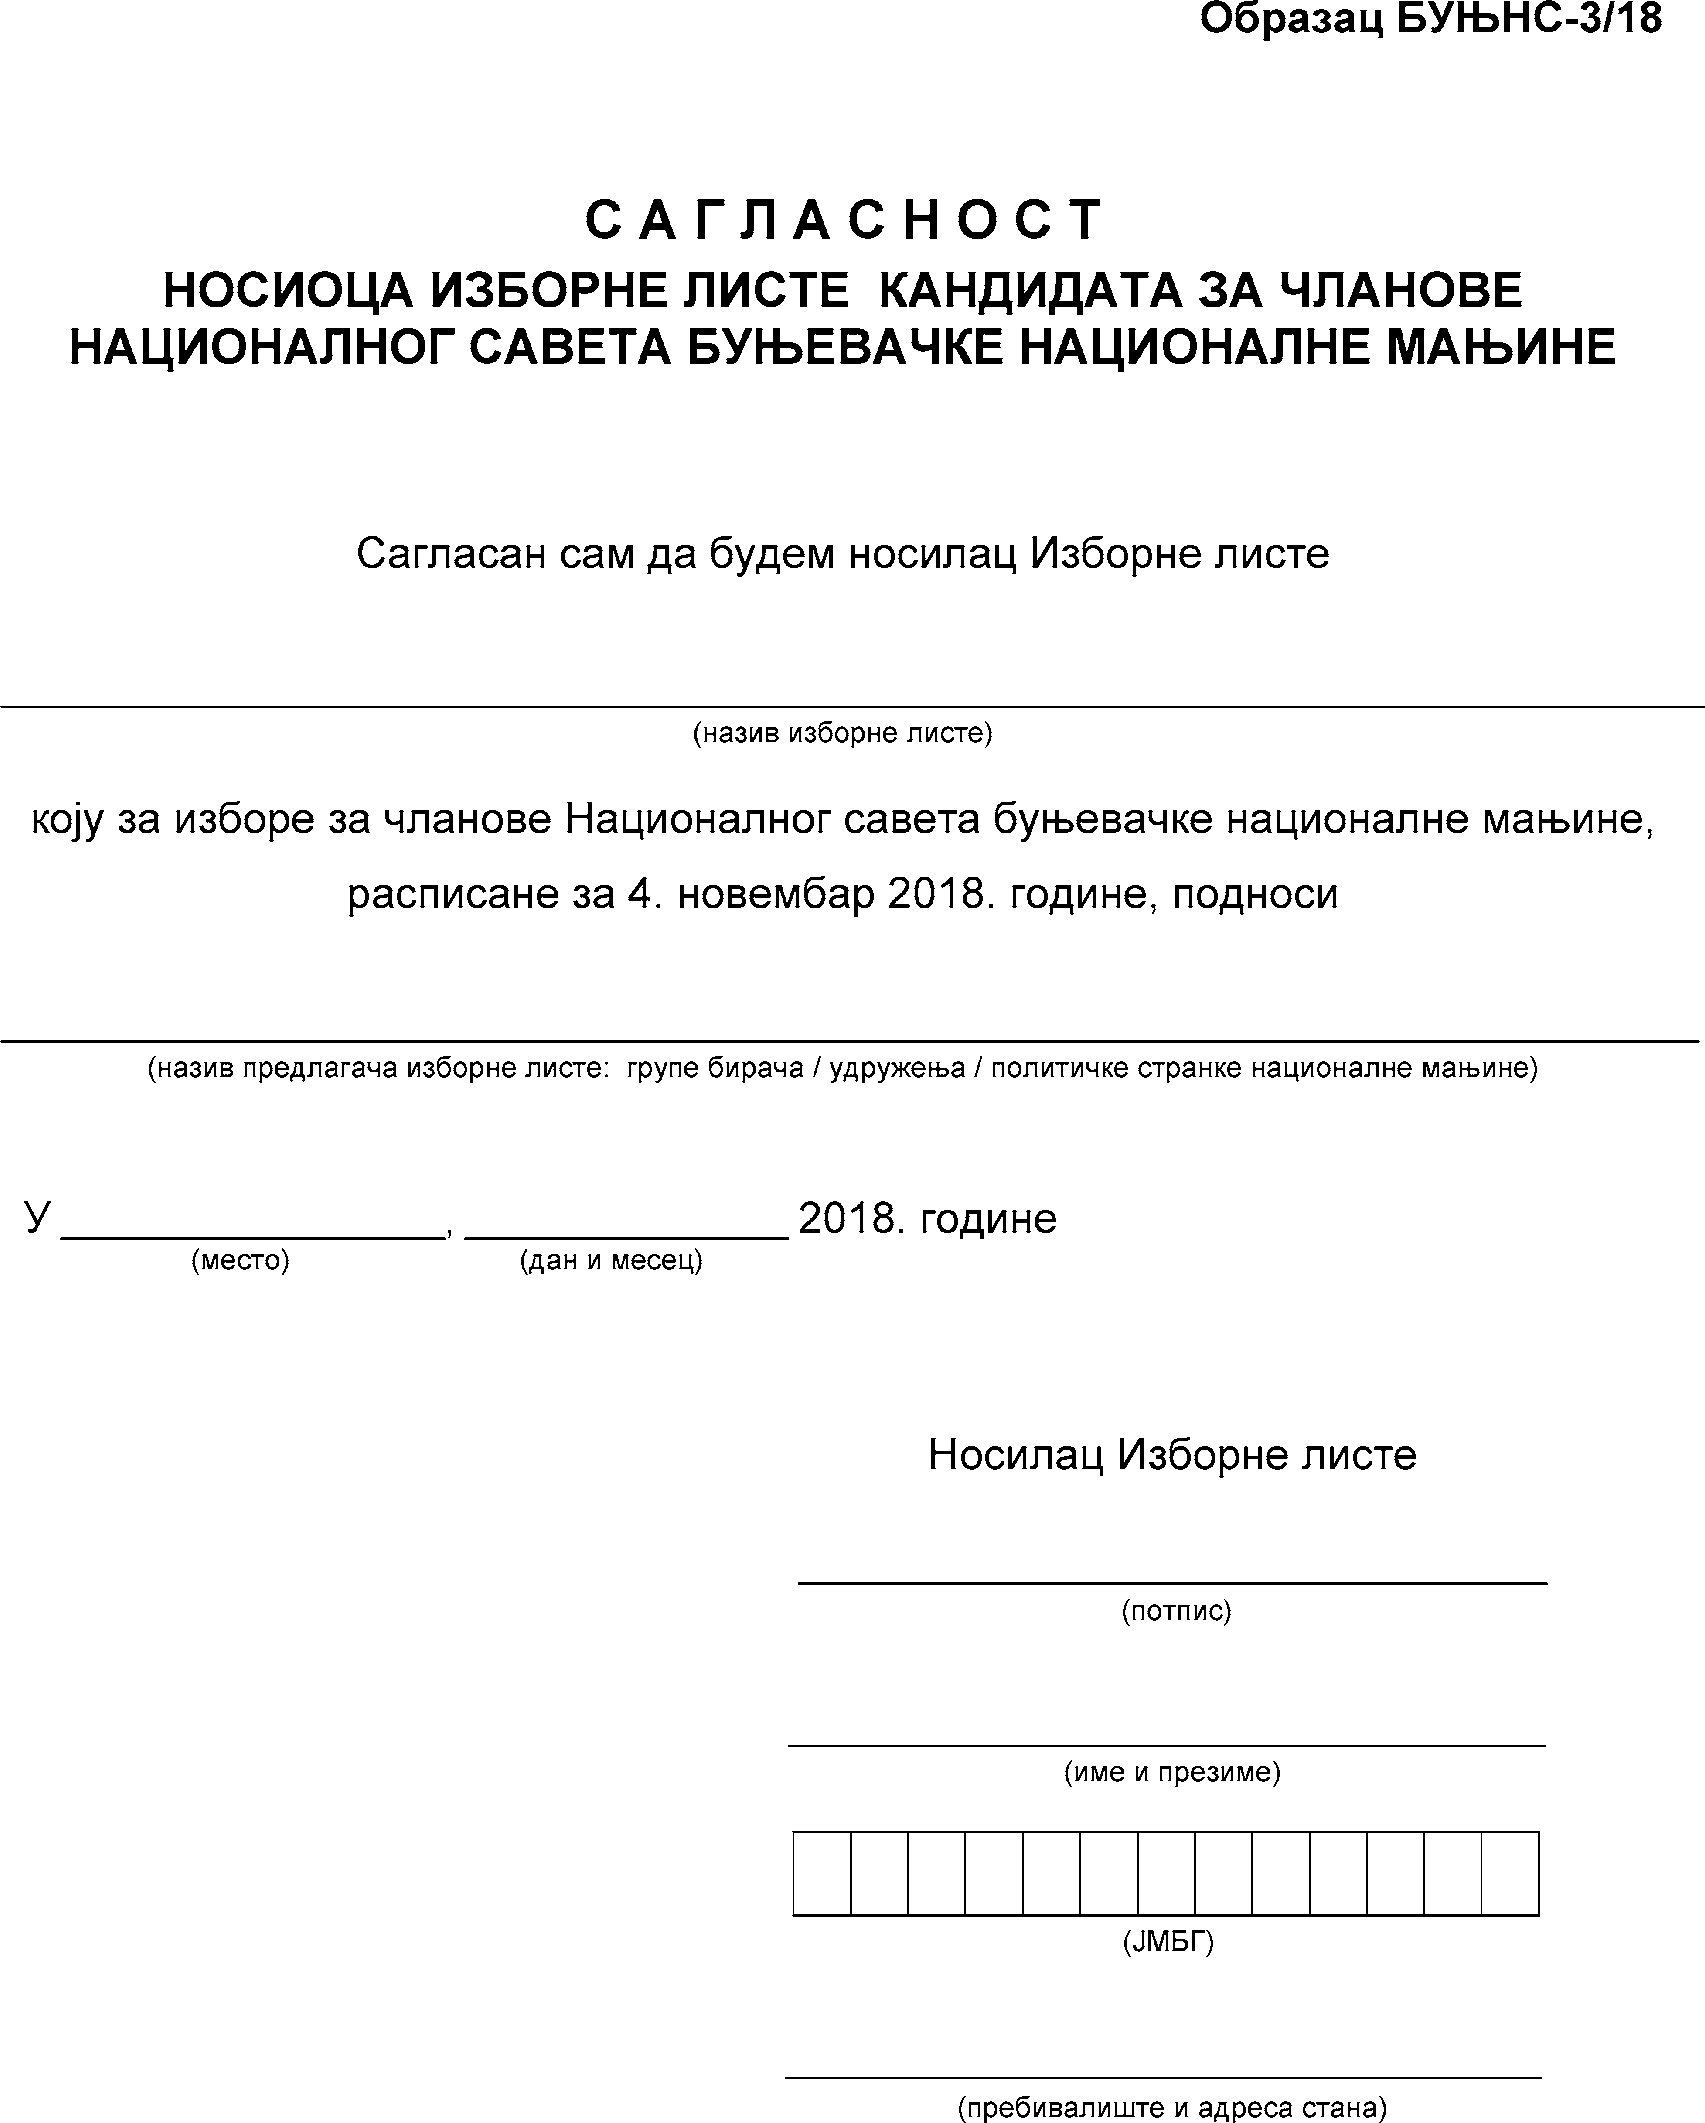 Образац БУЊНС-3/18
С А Г Л А С Н О С Т
НОСИОЦА ИЗБОРНЕ ЛИСТЕ КАНДИДАТА ЗА ЧЛАНОВЕ
НАЦИОНАЛНОГ САВЕТА БУЊЕВАЧКЕ НАЦИОНАЛНЕ МАЊИНЕ
Сагласан сам да будем носилац Изборне листе
(назив изборне листе)
коју за изборе за чланове Националног савета буњевачке националне мањине,
расписане за 4. новембар 2018. године, подноси
(назив предлагача изборне листе: групе бирача / удружења / политичке странке националне мањине)
У ________________, ______________ 2018. године
(место) (дан и месец)
Носилац Изборне листе
(потпис)
(име и презиме)
(ЈМБГ)
(пребивалиште и адреса стана)